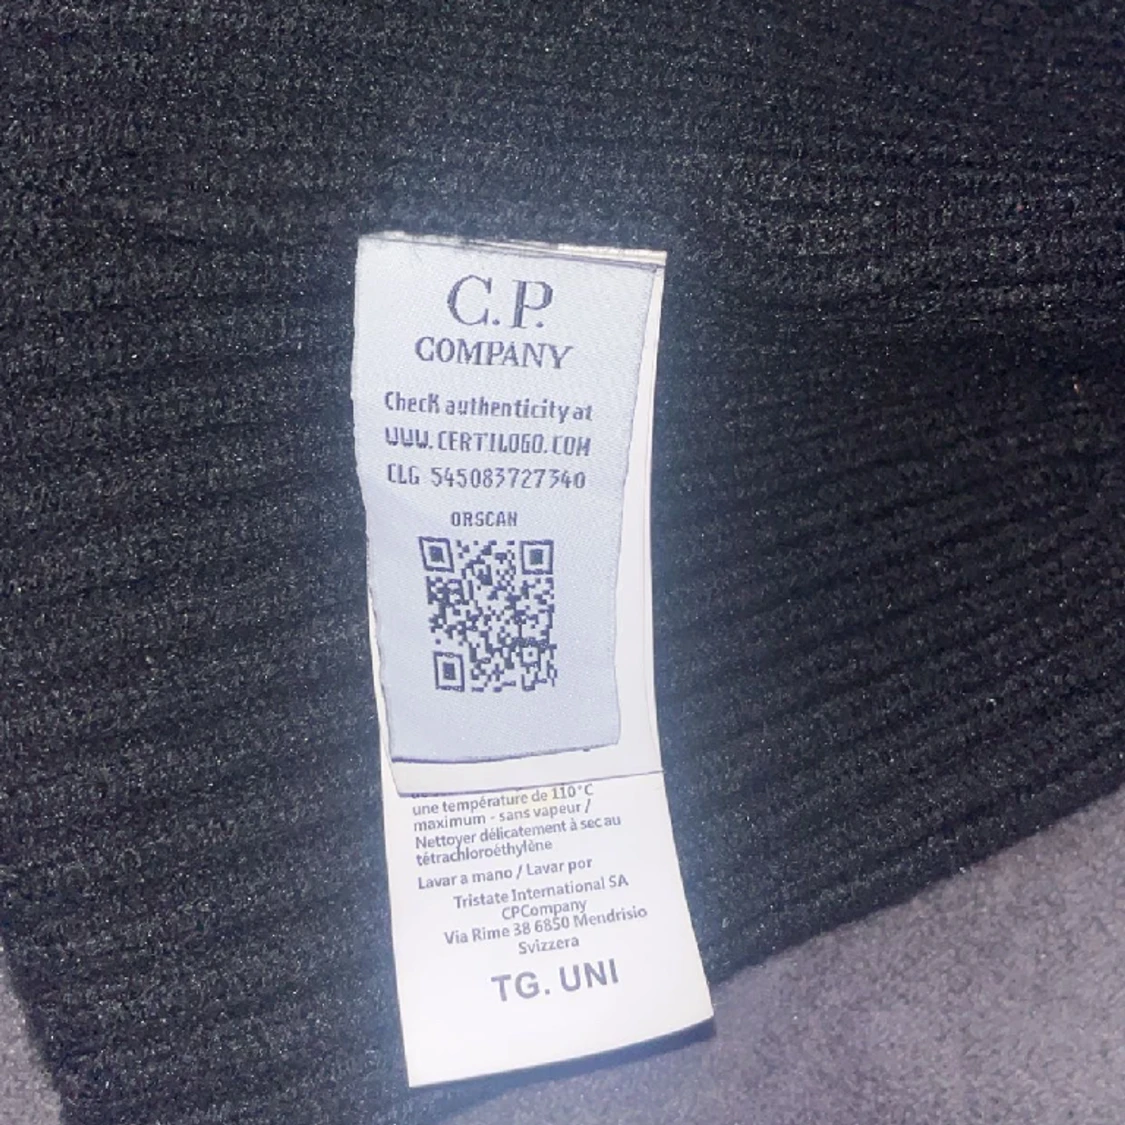 C.P.
COMPANY
Check authenticity at
WWW.CERTILOGO.COM
CLG 545083727340
ORSCAN
une température de 110°C
maximum - sans vapeur /
Nettoyer délicatement à sec au
tétrachloroéthylène
Lavar a mano / Lavar por
Tristate International SA
CPCompany
Via Rime 38 6850 Mendrisio
Svizzera
TG. UNI